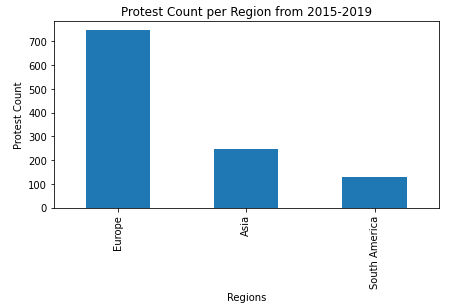 Protest Count per Region from 2015-2019
Protest Count
700
600
500
400
300
200
100
0
Europe
Asia
South America
Regions